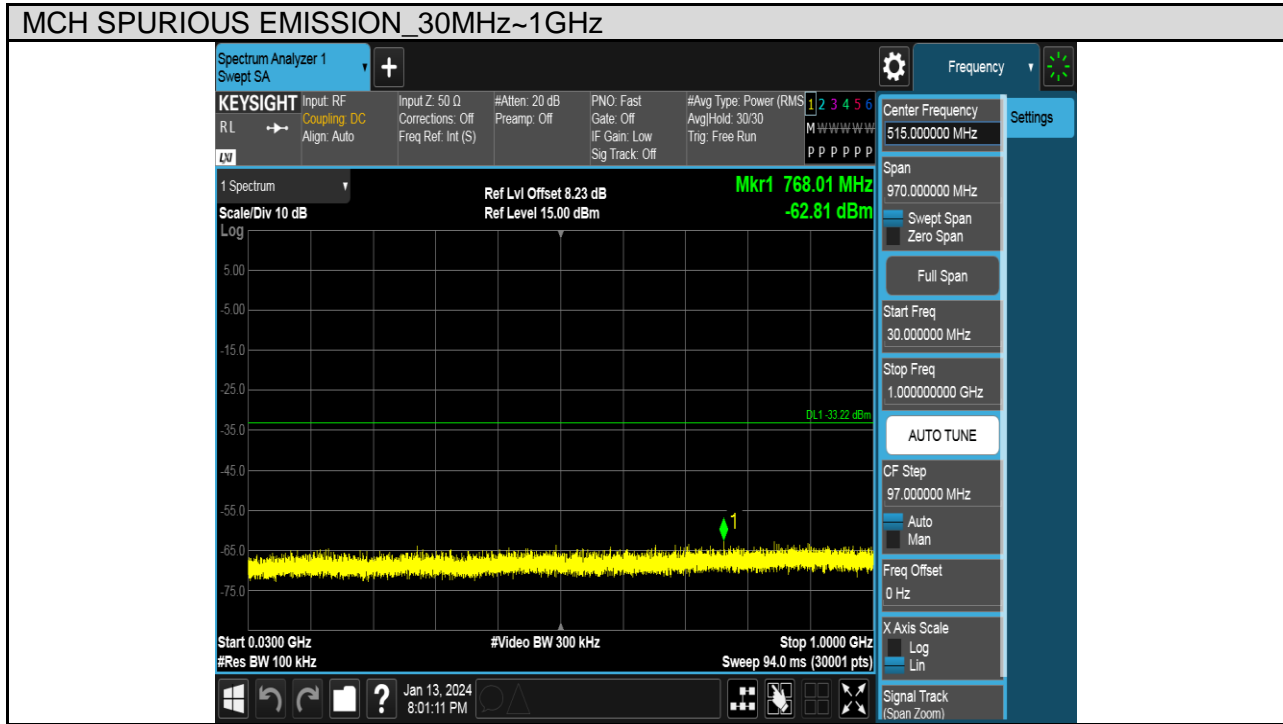 MCH SPURIOUS EMISSION_30MHz~1GHz
Spectrum Analyzer 1
Swept SA
+
Frequency
KEYSIGHT
RL
LXI
Input: RF
Coupling: DC
Align: Auto
Input Z: 50 Ω
Corrections: Off
Freq Ref: Int (S)
#Atten: 20 dB
Preamp: Off
PNO: Fast
Gate: Off
IF Gain: Low
Sig Track: Off
#Avg Type: Power (RMS
Avg|Hold: 30/30
Trig: Free Run
1 2 3 4 5 6
M W W W W W
P P P P P P
1 Spectrum
Scale/Div 10 dB
Log
Ref Lvl Offset 8.23 dB
Ref Level 15.00 dBm
Mkr1 768.01 MHz
-62.81 dBm
5.00
-5.00
-15.0
-25.0
DL1 -33.22 dBm
-35.0
-45.0
-55.0
1
-65.0
-75.0
Start 0.0300 GHz
#Res BW 100 kHz
#Video BW 300 kHz
Stop 1.0000 GHz
Sweep 94.0 ms (30001 pts)
Center Frequency
515.000000 MHz
Span
970.000000 MHz
Swept Span
Zero Span
Full Span
Start Freq
30.000000 MHz
Stop Freq
1.000000000 GHz
AUTO TUNE
CF Step
97.000000 MHz
Auto
Man
Freq Offset
0 Hz
X Axis Scale
Log
Lin
Signal Track
(Span Zoom)
Settings
?
Jan 13, 2024
8:01:11 PM